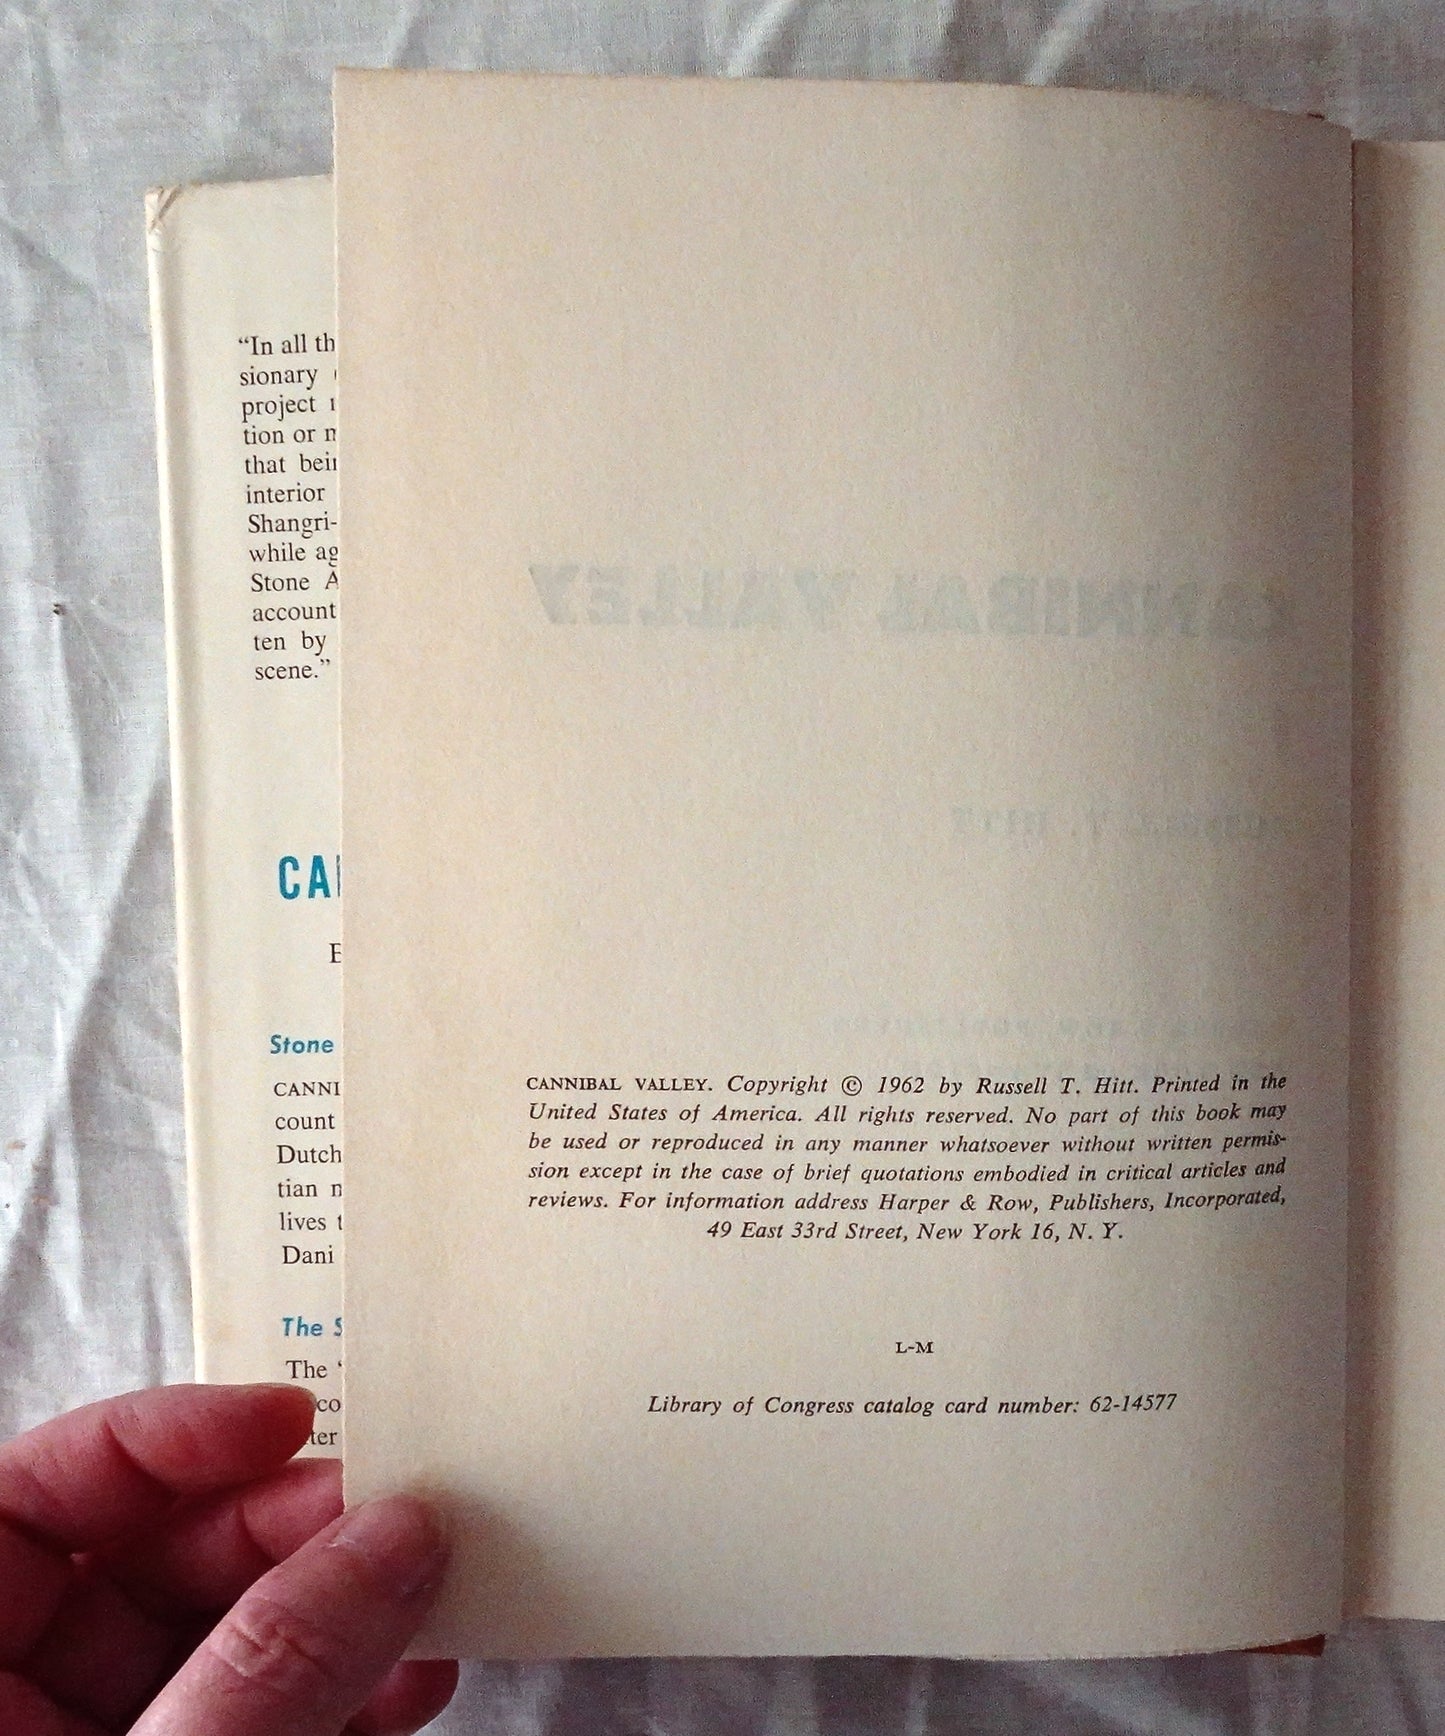 “In all th
sionary
project
tion or
that bei
interior
Shangri-
while ag
Stone A
account
ten by
scene.”
CA
Stone
CANNI
count
Dutch
tian
lives
Dani
The S
The
co
ter
CANNIBAL VALLEY
T. HITT
CANNIBAL VALLEY. Copyright © 1962 by Russell T. Hitt. Printed in the
United States of America. All rights reserved. No part of this book may
be used or reproduced in any manner whatsoever without written permis-
sion except in the case of brief quotations embodied in critical articles and
reviews. For information address Harper & Row, Publishers, Incorporated,
49 East 33rd Street, New York 16, N. Y.
L-M
Library of Congress catalog card number: 62-14577